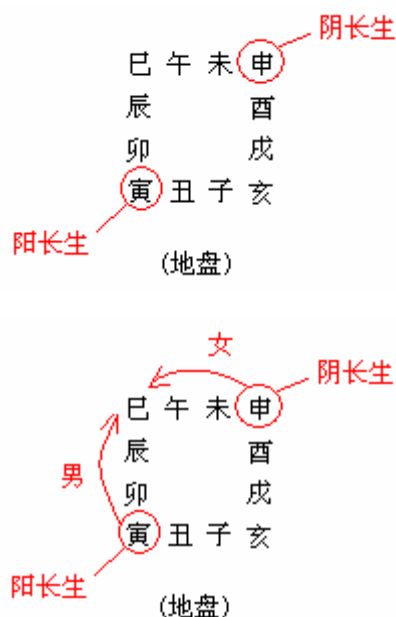 阴长生
巳 午 未 申
辰 酉
卯 戌
寅 丑 子 亥
阳长生
(地盘)
女
阴长生
巳 午 未 申
辰 酉
男
卯 戌
寅 丑 子 亥
阳长生
(地盘)